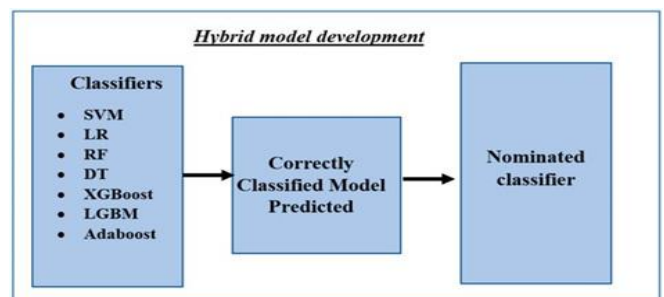 Hybrid model development
Classifiers
• SVM
• LR
• RF
• DT
• XGBoost
• LGBM
• Adaboost
Correctly
Classified Model
Predicted
Nominated
classifier